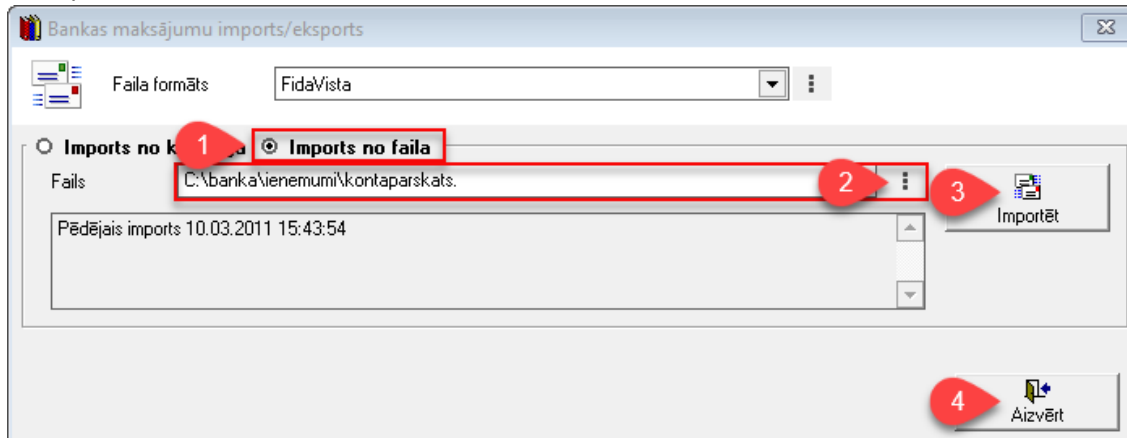 Bankas maksājumu imports/eksports
Faila formāts FidaVista
Imports no k 1 Imports no faila
Fails C:\banka\ienemumi\kontaparskats. 2
3 Importēt
Pēdējais imports 10.03.2011 15:43:54
4 Aizvērt